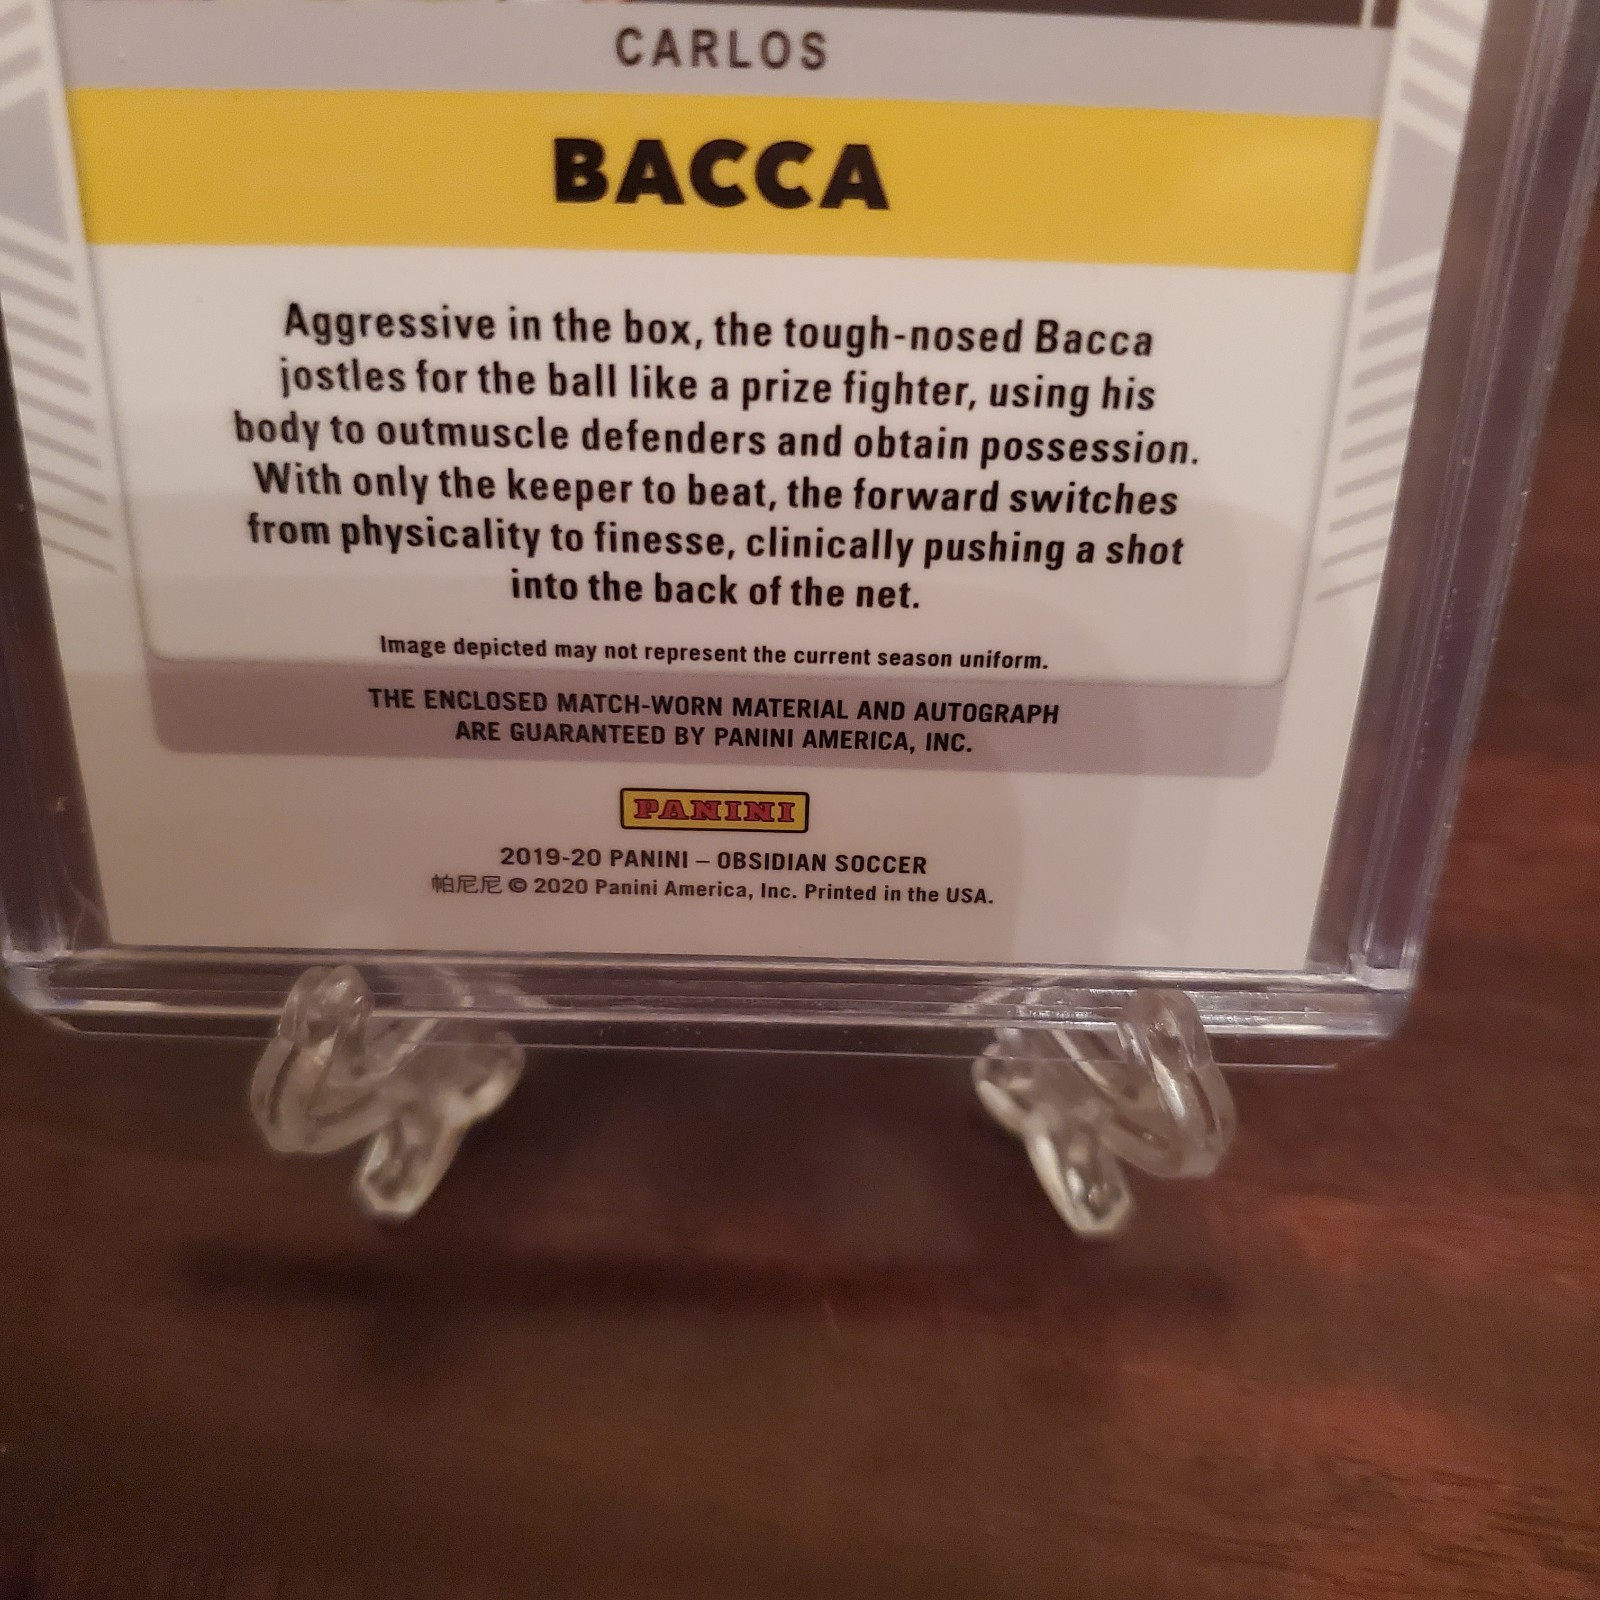 CARLOS
BACCA
Aggressive in the box, the tough-nosed Bacca
jostles for the ball like a prize fighter, using his
body to outmuscle defenders and obtain possession.
With only the keeper to beat, the forward switches
from physicality to finesse, clinically pushing a shot
into the back of the net.
Image depicted may not represent the current season uniform.
THE ENCLOSED MATCH-WORN MATERIAL AND AUTOGRAPH
ARE GUARANTEED BY PANINI AMERICA, INC.
PANINI
2019-20 PANINI – OBSIDIAN SOCCER
帕尼尼 © 2020 Panini America, Inc. Printed in the USA.